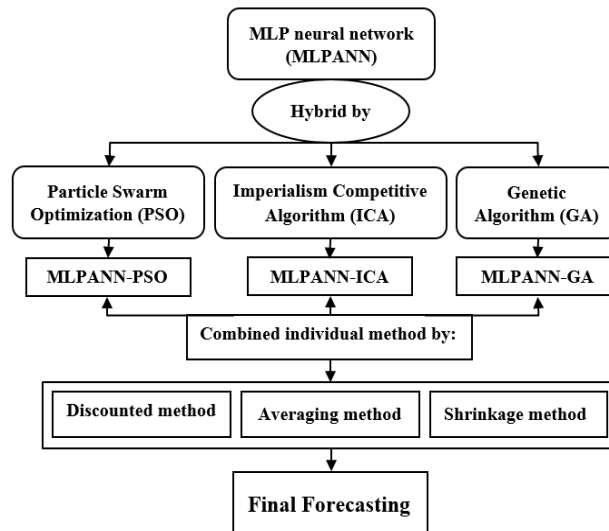 MLP neural network
(MLPANN)
Hybrid by
Particle Swarm
Optimization (PSO)
Imperialism Competitive
Algorithm (ICA)
Genetic
Algorithm (GA)
MLPANN-PSO
MLPANN-ICA
MLPANN-GA
Combined individual method by:
Discounted method
Averaging method
Shrinkage method
Final Forecasting